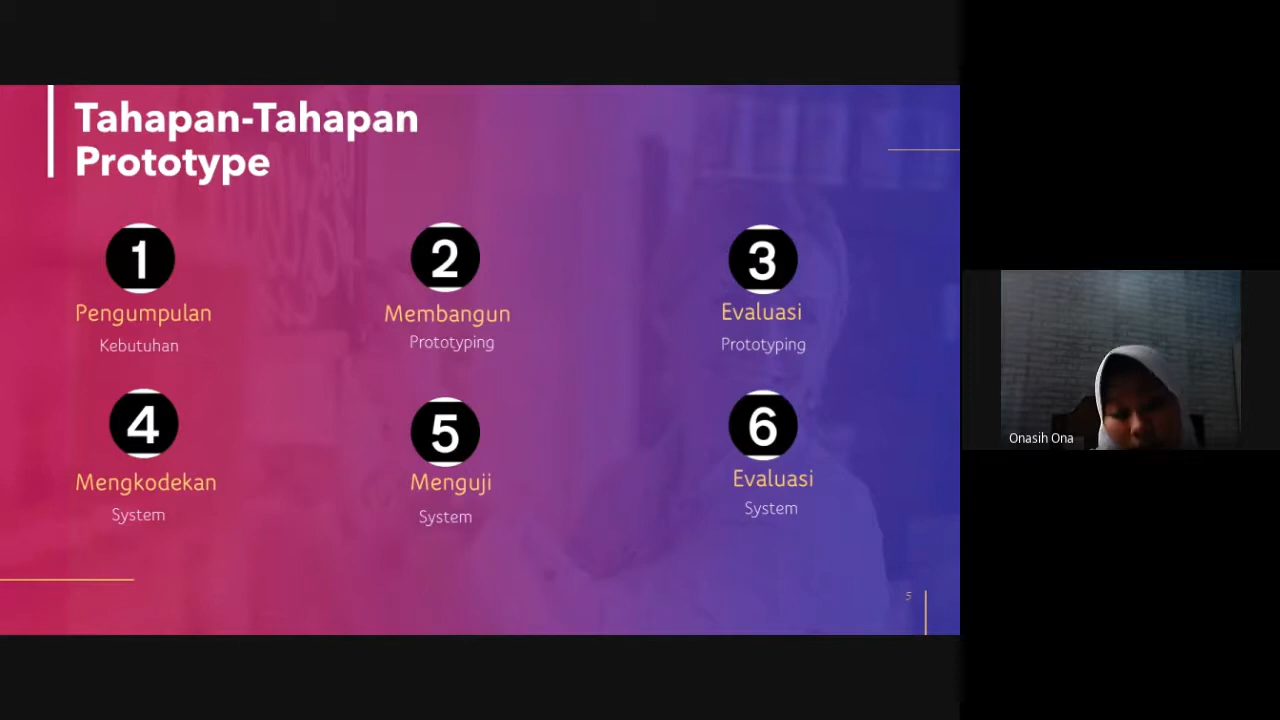 Tahapan-Tahapan
Prototype
1
2
3
Pengumpulan
Kebutuhan
Membangun
Prototyping
Evaluasi
Prototyping
4
5
6
Mengkodekan
System
Menguji
System
Evaluasi
System
5
Onasih Ona